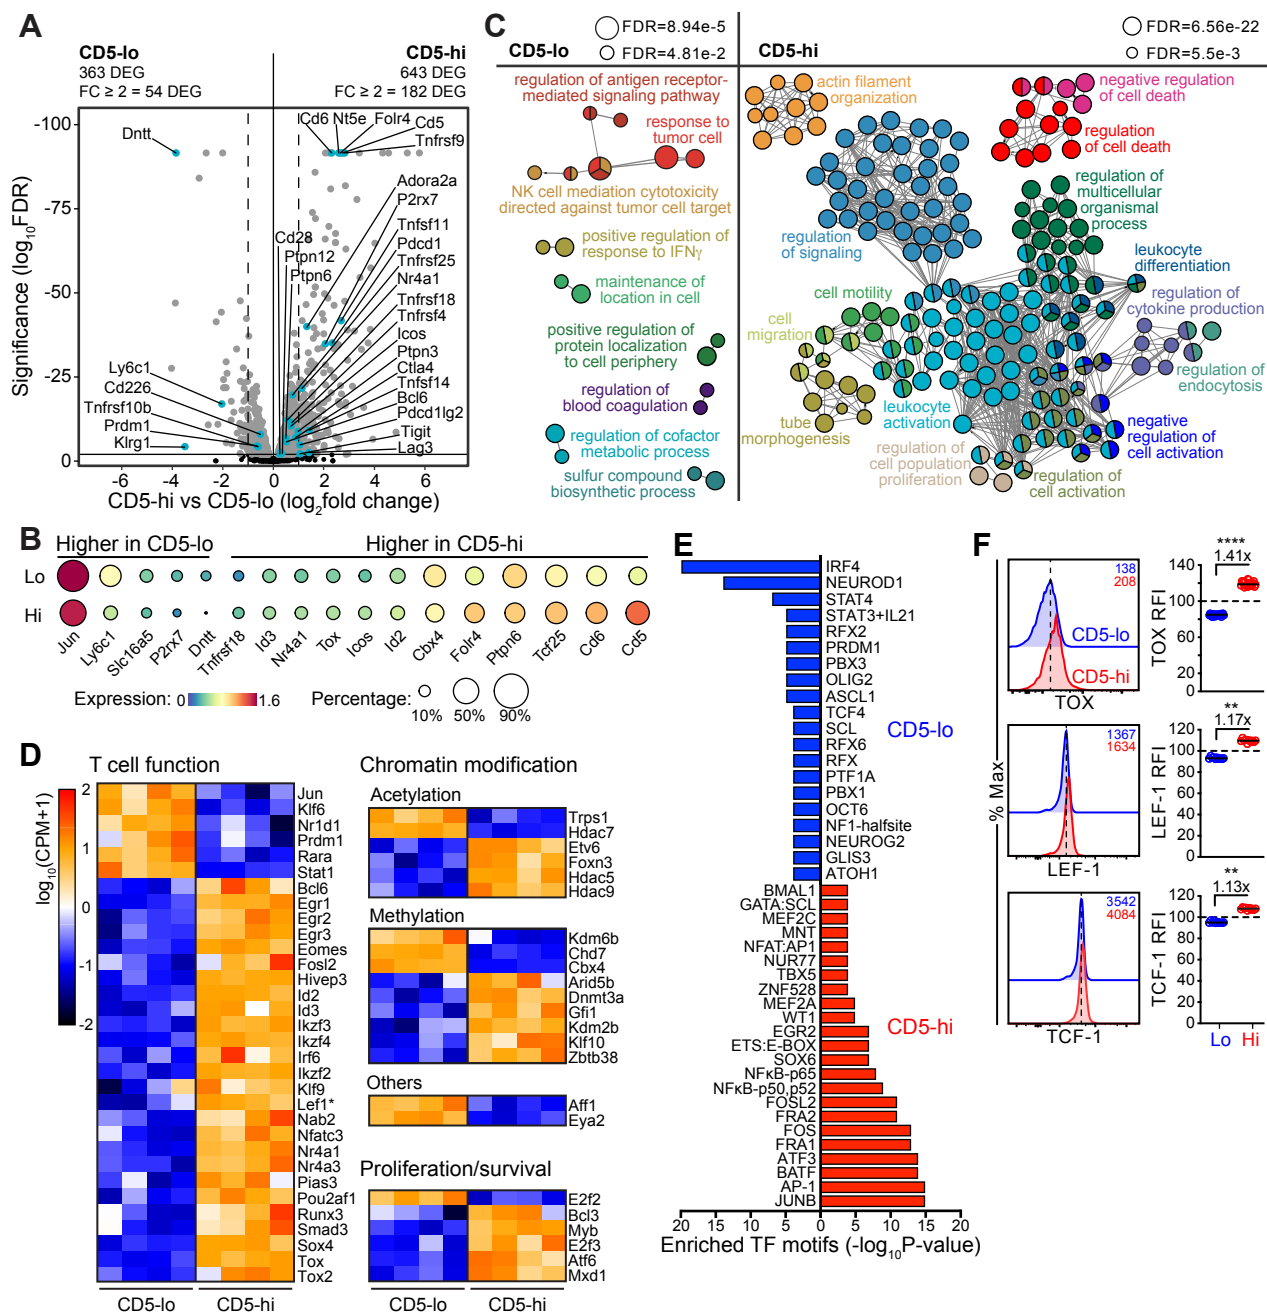 A
CD5-lo
363 DEG
FC ≥ 2 = 54 DEG
CD5-hi
643 DEG
FC ≥ 2 = 182 DEG
Significance (log10FDR)
-100
-75
-50
-25
0
-6
-4
-2
0
2
4
6
CD5-hi vs CD5-lo (log2fold change)
Dntt
Cd6
Nt5e
Folr4
Cd5
Tnfrsf9
Adora2a
P2rx7
Tnfsf11
Pdcd1
Tnfrsf25
Nr4a1
Tnfrsf18
Tnfrsf4
Icos
Ptpn3
Ctla4
Tnfsf14
Bcl6
Pdcd1lg2
Tigit
Lag3
Cd28
Ptpn12
Ptpn6
Ly6c1
Cd226
Tnfrsf10b
Prdm1
Klrg1
B
Higher in CD5-lo
Higher in CD5-hi
Lo
Hi
Jun
Ly6c1
Slc16a5
P2rx7
Dntt
Tnfrsf18
Id3
Nr4a1
Tox
Icos
Id2
Cbx4
Folr4
Ptpn6
Tcf25
Cd6
Cd5
Expression: 0 1.6
Percentage:
10%
50%
90%
C
CD5-lo
FDR=8.94e-5
FDR=4.81e-2
CD5-hi
FDR=6.56e-22
FDR=5.5e-3
regulation of antigen receptor-
mediated signaling pathway
response to
tumor cell
NK cell mediation cytotoxicity
directed against tumor cell target
positive regulation of
response to IFNγ
maintenance of
location in cell
positive regulation of
protein localization
to cell periphery
regulation of
blood coagulation
regulation of cofactor
metabolic process
sulfur compound
biosynthetic process
actin filament
organization
negative regulation
of cell death
regulation
of cell death
regulation of
multicellular
organismal
process
regulation
of signaling
leukocyte
differentiation
cell motility
regulation of
cytokine production
cell
migration
regulation of
endocytosis
leukocyte
activation
tube
morphogenesis
negative
regulation of
cell activation
regulation of
cell population
proliferation
regulation of
cell activation
D
log10(CPM+1)
2
1
0
-1
-2
T cell function
Jun
Klf6
Nr1d1
Prdm1
Rara
Stat1
Bcl6
Egr1
Egr2
Egr3
Eomes
Fosl2
Hivep3
Id2
Id3
Ikzf3
Ikzf4
Irf6
Ikzf2
Klf9
Lef1*
Nab2
Nfatc3
Nr4a1
Nr4a3
Pias3
Pou2af1
Runx3
Smad3
Sox4
Tox
Tox2
CD5-lo
CD5-hi
Chromatin modification
Acetylation
Trps1
Hdac7
Etv6
Foxn3
Hdac5
Hdac9
Methylation
Kdm6b
Chd7
Cbx4
Arid5b
Dnmt3a
Gfi1
Kdm2b
Klf10
Zbtb38
Others
Aff1
Eya2
Proliferation/survival
E2f2
Bcl3
Myb
E2f3
Atf6
Mxd1
CD5-lo
CD5-hi
E
IRF4
NEUROD1
STAT4
STAT3+IL21
RFX2
PRDM1
PBX3
OLIG2
ASCL1
TCF4
SCL
RFX6
RFX
PTF1A
PBX1
OCT6
NF1-halfsite
NEUROG2
GLIS3
ATOH1
CD5-lo
BMAL1
GATA:SCL
MEF2C
MNT
NFAT:AP1
NUR77
TBX5
ZNF528
MEF2A
WT1
EGR2
ETS:E-BOX
SOX6
NFκB-p65
NFκB-p50,p52
FOSL2
FRA2
FOS
FRA1
ATF3
BATF
AP-1
JUNB
CD5-hi
20
15
10
5
0
5
10
15
20
Enriched TF motifs (-log10P-value)
F
% Max
138
208
CD5-lo
CD5-hi
TOX
TOX RFI
140
100
60
20
0
****
1.41x
1367
1634
LEF-1
LEF-1 RFI
120
100
80
60
40
20
0
**
1.17x
3542
4084
TCF-1
TCF-1 RFI
120
100
80
60
40
20
0
**
1.13x
Lo
Hi